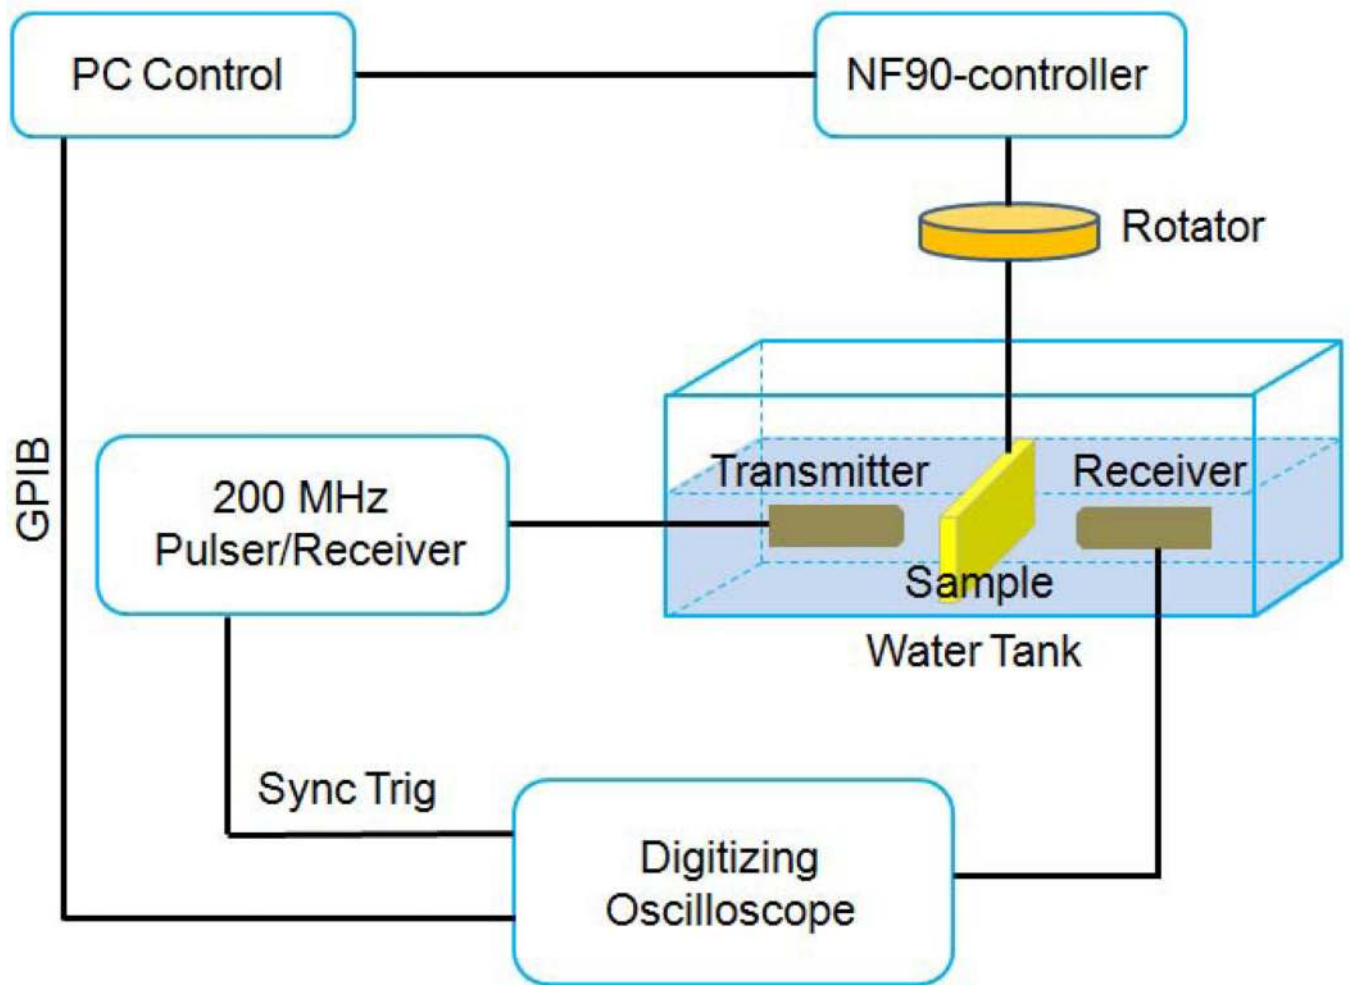 PC Control
NF90-controller
Rotator
GPIB
200 MHz
Pulser/Receiver
Transmitter
Receiver
Sample
Water Tank
Sync Trig
Digitizing
Oscilloscope